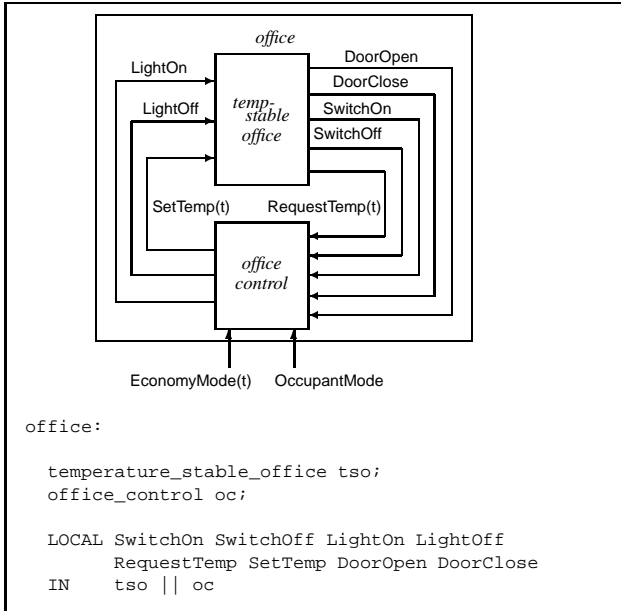 office
LightOn
DoorOpen
DoorClose
LightOff
temp-
stable
office
SwitchOn
SwitchOff
SetTemp(t)
RequestTemp(t)
office
control
EconomyMode(t)
OccupantMode
office:
temperature_stable_office tso;
office_control oc;
LOCAL SwitchOn SwitchOff LightOn LightOff
RequestTemp SetTemp DoorOpen DoorClose
IN tso || oc